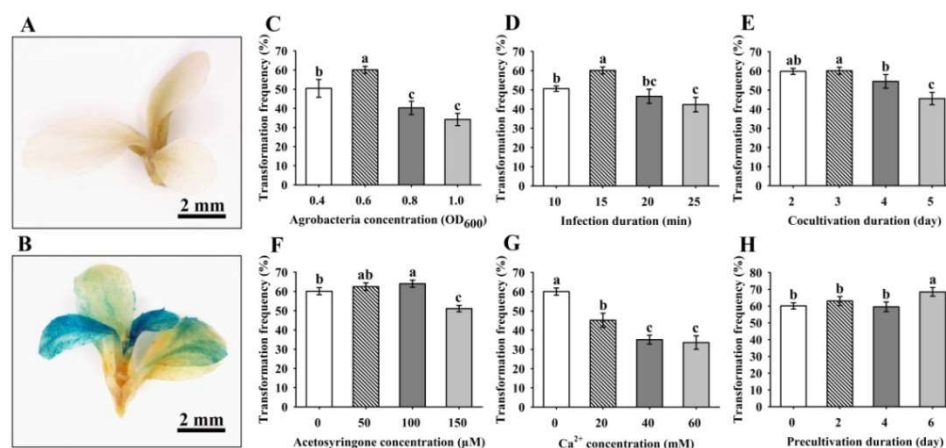 A
2 mm
B
2 mm
C
Transformation frequency (%)
70
60
50
40
30
20
10
0
b
a
c
c
0.4 0.6 0.8 1.0
Agrobacteria concentration (OD600)
D
Transformation frequency (%)
70
60
50
40
30
20
10
0
b
a
bc
c
10 15 20 25
Infection duration (min)
E
Transformation frequency (%)
70
60
50
40
30
20
10
0
ab
a
b
c
2 3 4 5
Cocultivation duration (day)
F
Transformation frequency (%)
70
60
50
40
30
20
10
0
b
ab
a
c
0 50 100 150
Acetosyringone concentration (µM)
G
Transformation frequency (%)
70
60
50
40
30
20
10
0
a
b
c
c
0 20 40 60
Ca2+ concentration (mM)
H
Transformation frequency (%)
80
70
60
50
40
30
20
10
0
b
b
b
a
0 2 4 6
Precultivation duration (day)